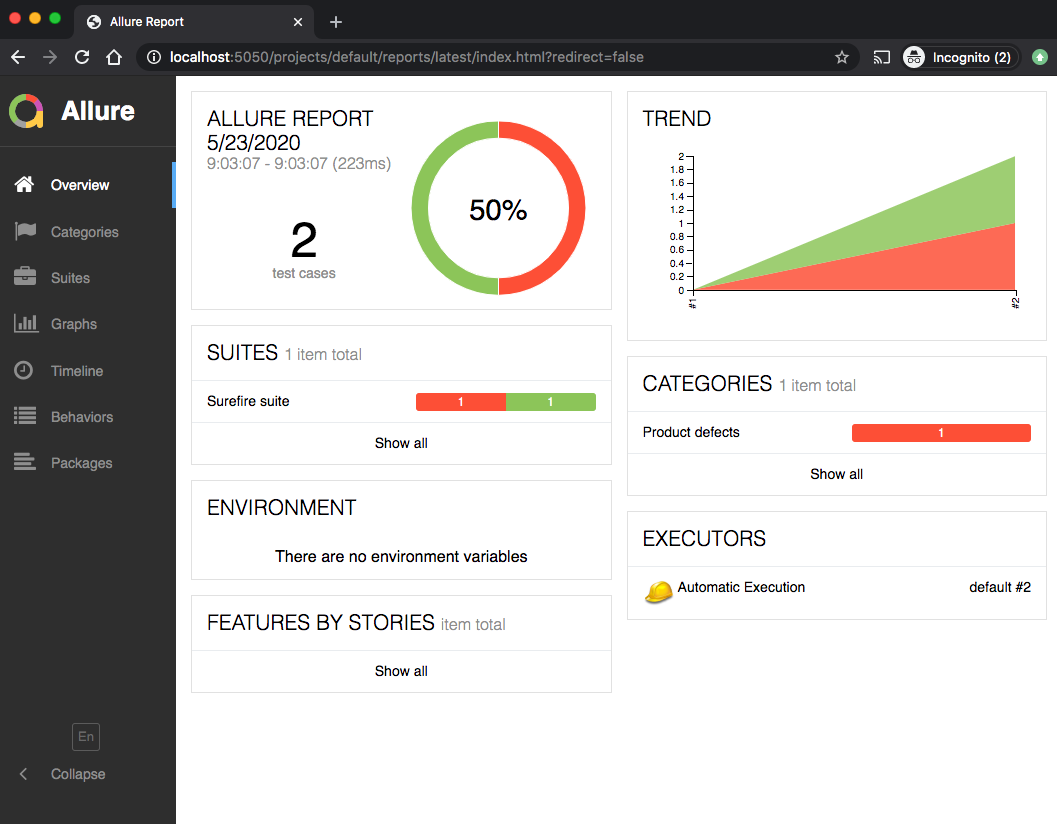 Allure Report
localhost:5050/projects/default/reports/latest/index.html?redirect=false
Incognito (2)
Allure
Overview
Categories
Suites
Graphs
Timeline
Behaviors
Packages
En
Collapse
ALLURE REPORT
5/23/2020
9:03:07 - 9:03:07 (223ms)
2
test cases
50%
SUITES 1 item total
Surefire suite 1 1
Show all
ENVIRONMENT
There are no environment variables
FEATURES BY STORIES item total
Show all
TREND
2
1.8
1.6
1.4
1.2
1
0.8
0.6
0.4
0.2
0
#1
#2
CATEGORIES 1 item total
Product defects 1
Show all
EXECUTORS
Automatic Execution default #2